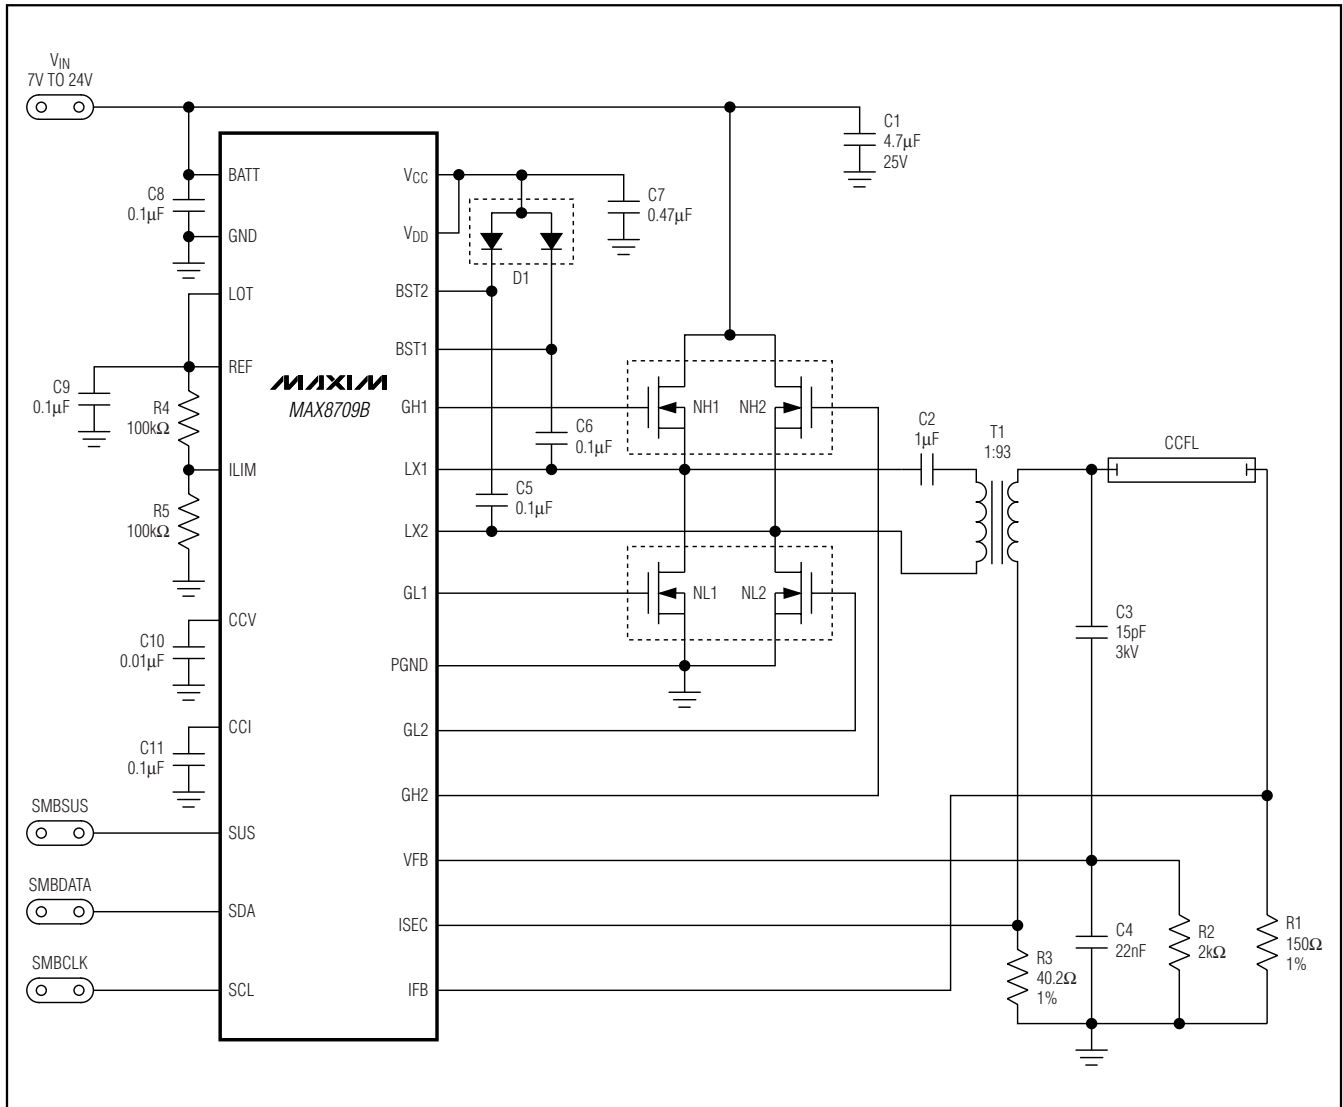 VIN
7V TO 24V
C1
4.7µF
25V
BATT
VCC
C8
0.1µF
C7
0.47µF
GND
VDD
D1
LOT
BST2
REF
BST1
MAXIM
MAX8709B
C9
0.1µF
R4
100kΩ
GH1
NH1
NH2
C6
0.1µF
C2
1µF
T1
1:93
CCFL
ILIM
LX1
C5
0.1µF
R5
100kΩ
LX2
GL1
NL1
NL2
CCV
C3
15pF
3kV
C10
0.01µF
PGND
CCI
GL2
C11
0.1µF
GH2
SMBSUS
SUS
VFB
SMBDATA
SDA
ISEC
C4
22nF
R2
2kΩ
R1
150Ω
1%
SMBCLK
SCL
IFB
R3
40.2Ω
1%